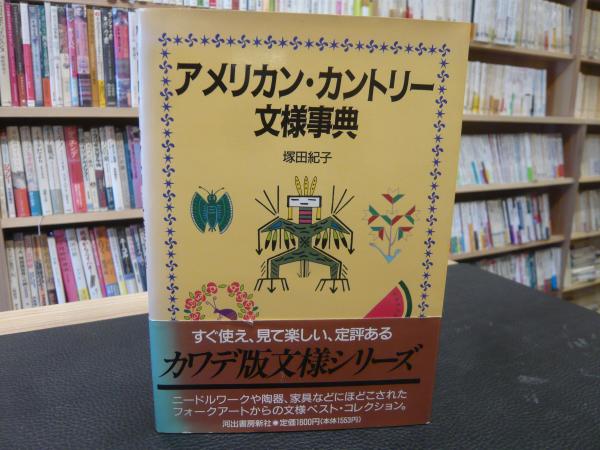 アメリカン・カントリー
文様事典
塚田紀子
すぐ使え、見て楽しい、定評ある
カワデ版文様シリーズ
ニードルワークや陶器、家具などにほどこされた
フォークアートからの文様ベスト・コレクション。
河出書房新社●定価1600円(本体1553円)